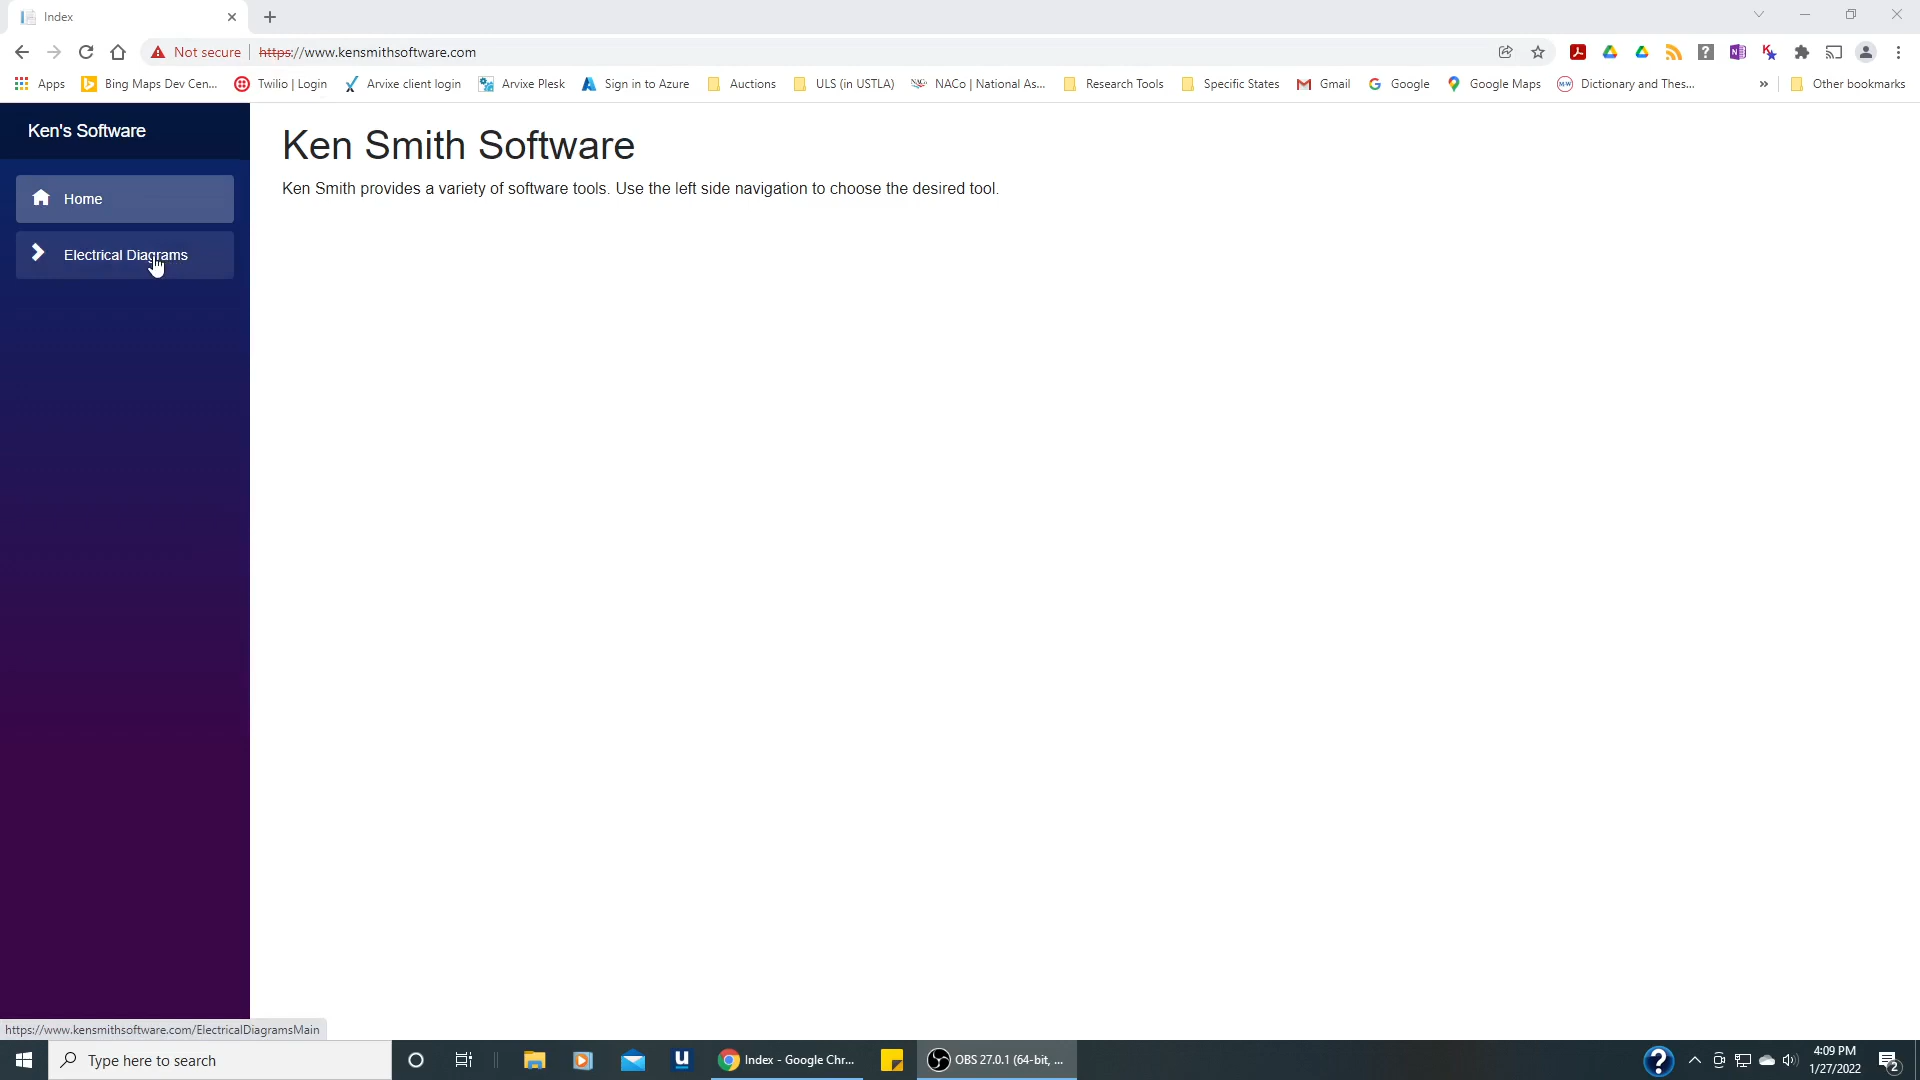 Index
Not secure
https://www.kensmithsoftware.com
Apps
Bing Maps Dev Cen...
Twilio | Login
Arvixe client login
Arvixe Plesk
Sign in to Azure
Auctions
ULS (in USTLA)
NACo | National As...
Research Tools
Specific States
Gmail
Google
Google Maps
Dictionary and Thes...
»
Other bookmarks
Ken's Software
Home
Electrical Diagrams
Ken Smith Software
Ken Smith provides a variety of software tools. Use the left side navigation to choose the desired tool.
https://www.kensmithsoftware.com/ElectricalDiagramsMain
Type here to search
Index - Google Chr...
OBS 27.0.1 (64-bit, ...
4:09 PM
1/27/2022
2